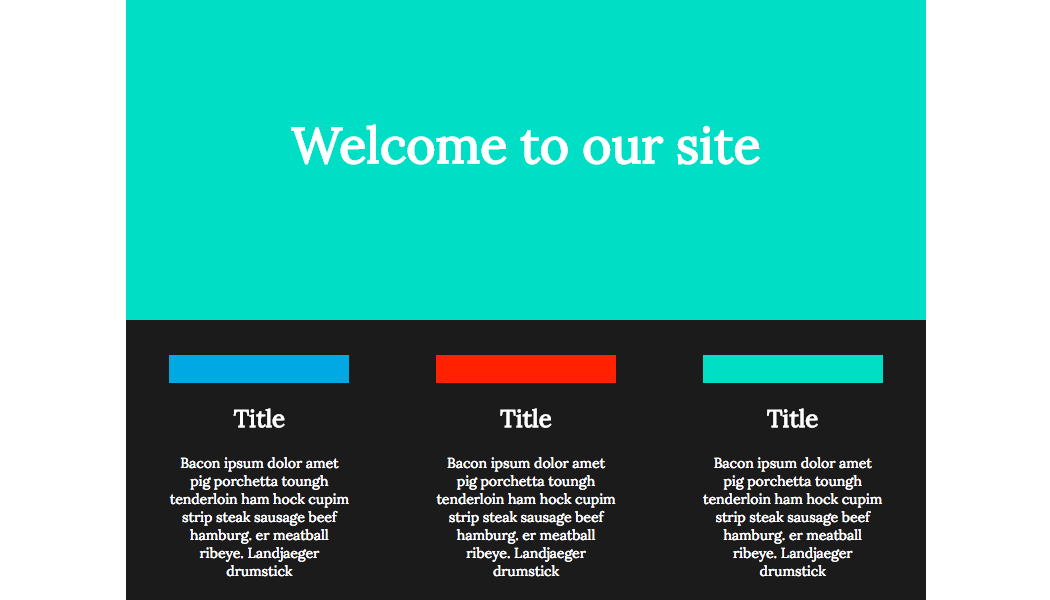 Welcome to our site
Title
Bacon ipsum dolor amet
pig porchetta toungh
tenderloin ham hock cupim
strip steak sausage beef
hamburg. er meatball
ribeye. Landjaeger
drumstick
Title
Bacon ipsum dolor amet
pig porchetta toungh
tenderloin ham hock cupim
strip steak sausage beef
hamburg. er meatball
ribeye. Landjaeger
drumstick
Title
Bacon ipsum dolor amet
pig porchetta toungh
tenderloin ham hock cupim
strip steak sausage beef
hamburg. er meatball
ribeye. Landjaeger
drumstick